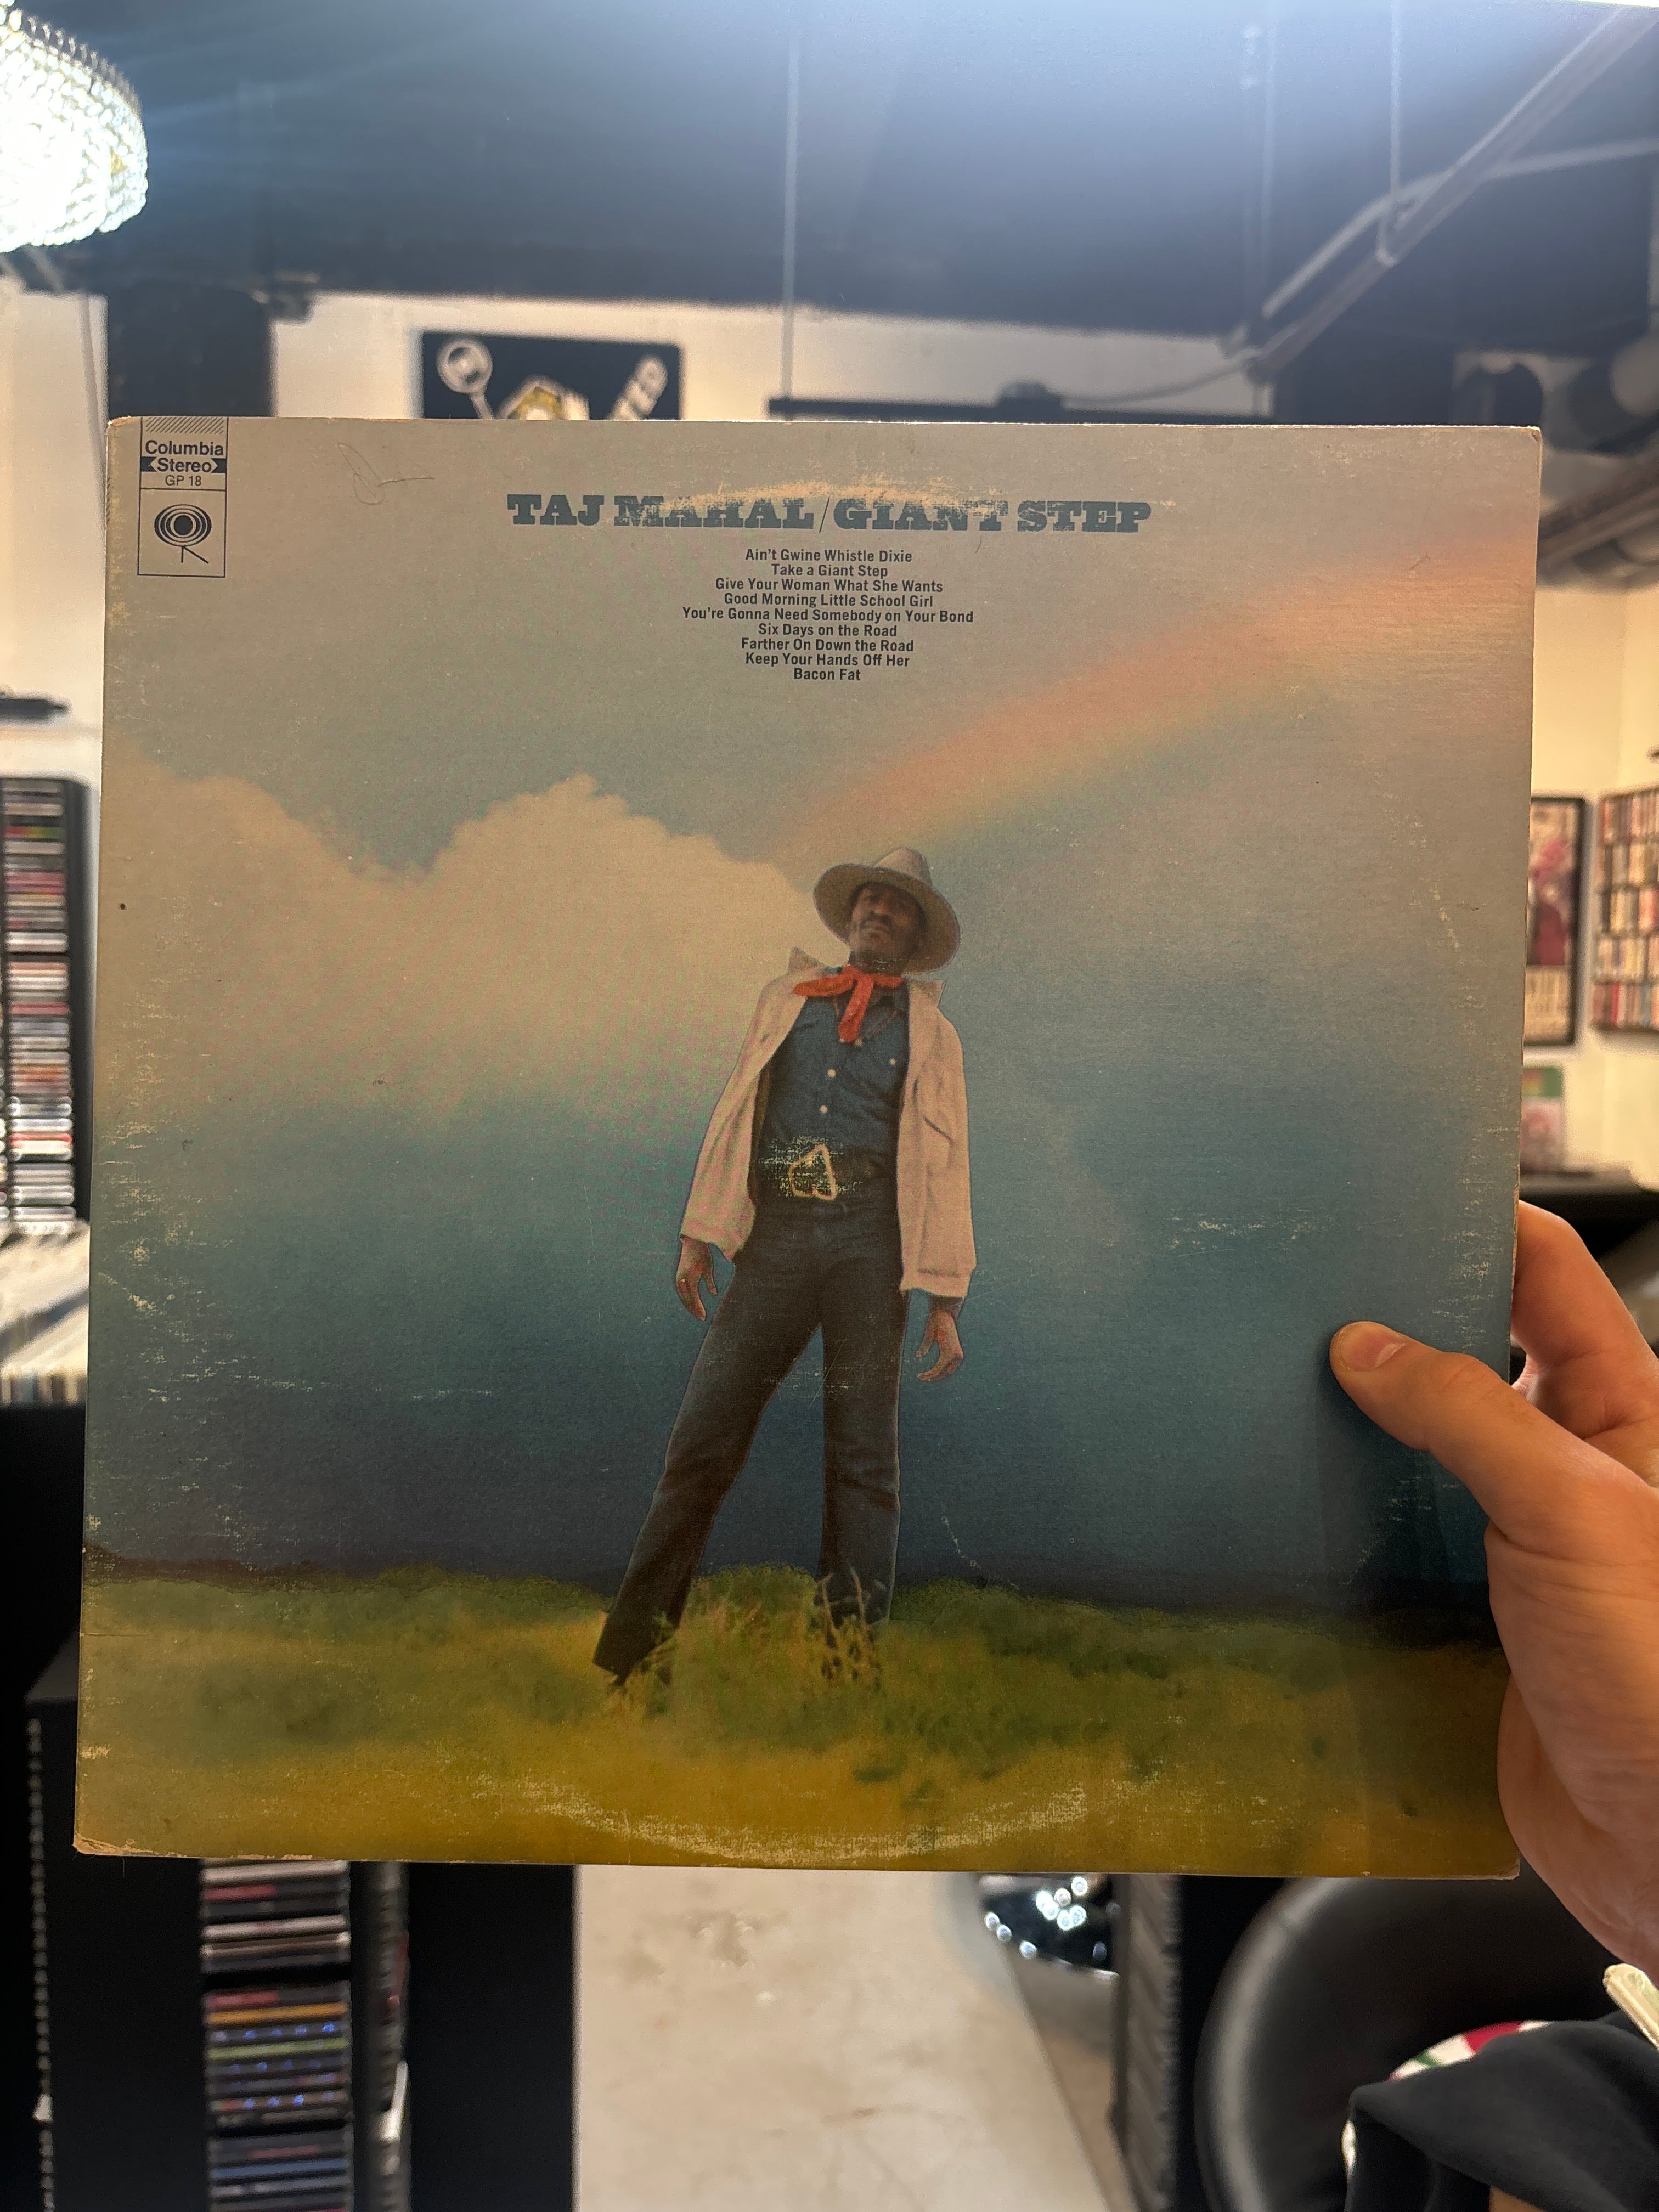 Columbia
Stereo
GP 18
TAJ MAHAL/GIANT STEP
Ain't Gwine Whistle Dixie
Take a Giant Step
Give Your Woman What She Wants
Good Morning Little School Girl
You're Gonna Need Somebody on Your Bond
Six Days on the Road
Farther On Down the Road
Keep Your Hands Off Her
Bacon Fat